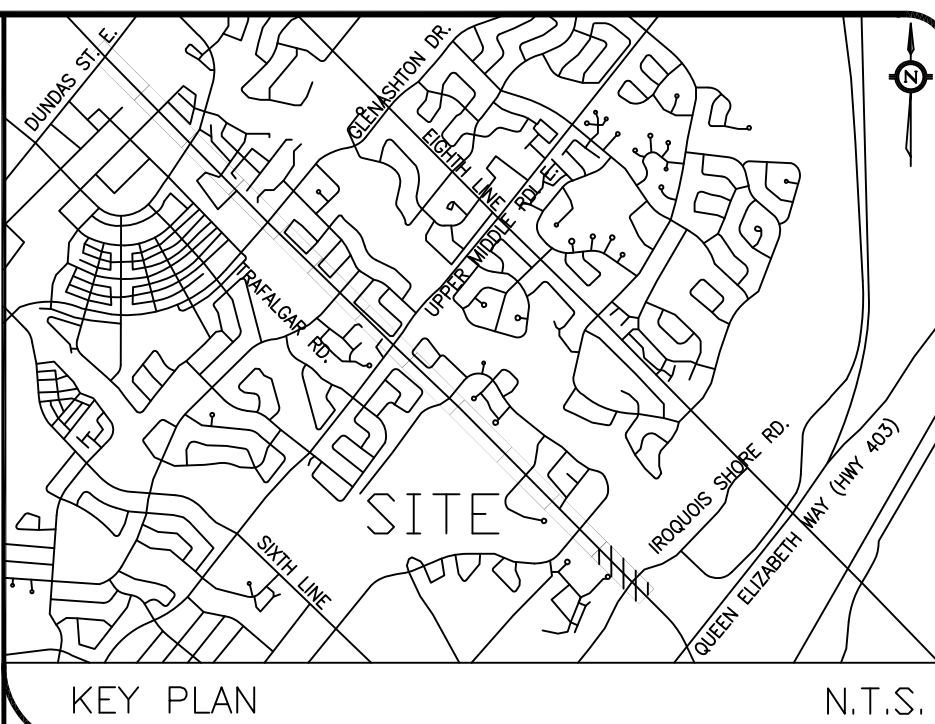 DUNDAS ST. E.
GLENASHTON DR.
N
EIGHTH LINE
UPPER MIDDLE RD. E.
TRAFALGAR RD.
IROQUOIS SHORE RD.
QUEEN ELIZABETH WAY (HWY 403)
SITE
SIXTH LINE
KEY PLAN
N.T.S.